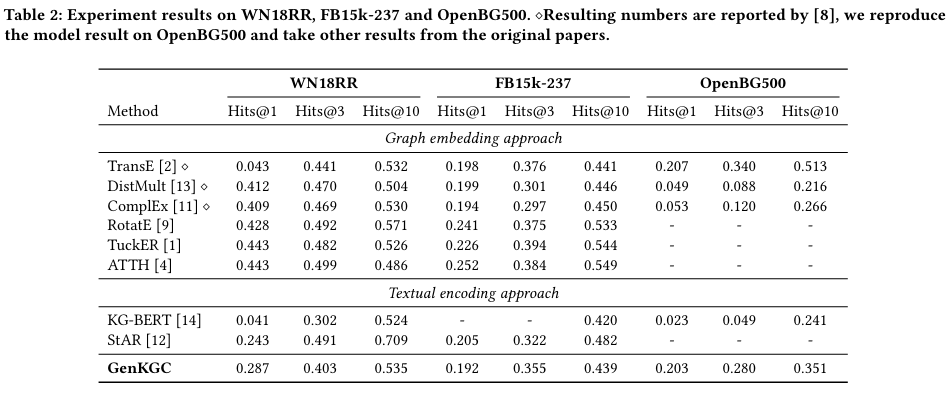 Table 2: Experiment results on WN18RR, FB15k-237 and OpenBG500. ⋄Resulting numbers are reported by [8], we reproduce
the model result on OpenBG500 and take other results from the original papers.
WN18RR FB15k-237 OpenBG500
Method Hits@1 Hits@3 Hits@10 Hits@1 Hits@3 Hits@10 Hits@1 Hits@3 Hits@10
Graph embedding approach
TransE [2] ⋄ 0.043 0.441 0.532 0.198 0.376 0.441 0.207 0.340 0.513
DistMult [13] ⋄ 0.412 0.470 0.504 0.199 0.301 0.446 0.049 0.088 0.216
ComplEx [11] ⋄ 0.409 0.469 0.530 0.194 0.297 0.450 0.053 0.120 0.266
RotatE [9] 0.428 0.492 0.571 0.241 0.375 0.533 - - -
TuckER [1] 0.443 0.482 0.526 0.226 0.394 0.544 - - -
ATTH [4] 0.443 0.499 0.486 0.252 0.384 0.549 - - -
Textual encoding approach
KG-BERT [14] 0.041 0.302 0.524 - - 0.420 0.023 0.049 0.241
StAR [12] 0.243 0.491 0.709 0.205 0.322 0.482 - - -
GenKGC 0.287 0.403 0.535 0.192 0.355 0.439 0.203 0.280 0.351